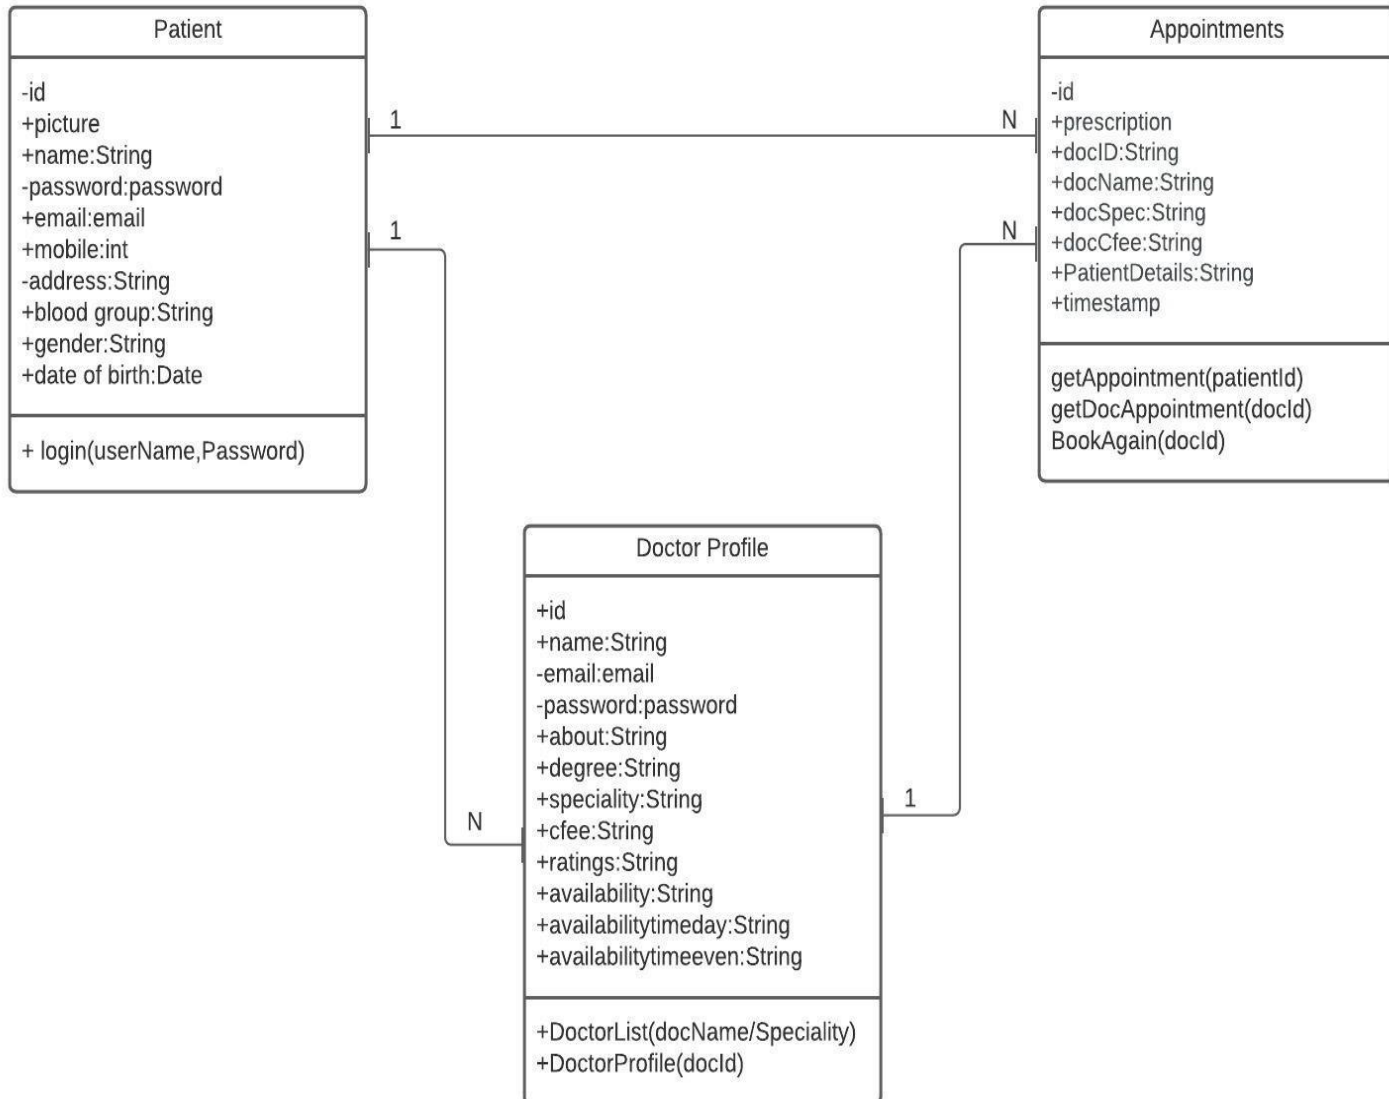 Patient
-id
+picture
+name:String
-password:password
+email:email
+mobile:int
-address:String
+blood group:String
+gender:String
+date of birth:Date
+ login(userName,Password)
1
N
1
N
Appointments
-id
+prescription
+docID:String
+docName:String
+docSpec:String
+docCfee:String
+PatientDetails:String
+timestamp
getAppointment(patientId)
getDocAppointment(docId)
BookAgain(docId)
Doctor Profile
+id
+name:String
-email:email
-password:password
+about:String
+degree:String
+speciality:String
+cfee:String
+ratings:String
+availability:String
+availabilitytimeday:String
+availabilitytimeeven:String
+DoctorList(docName/Speciality)
+DoctorProfile(docId)
N
1